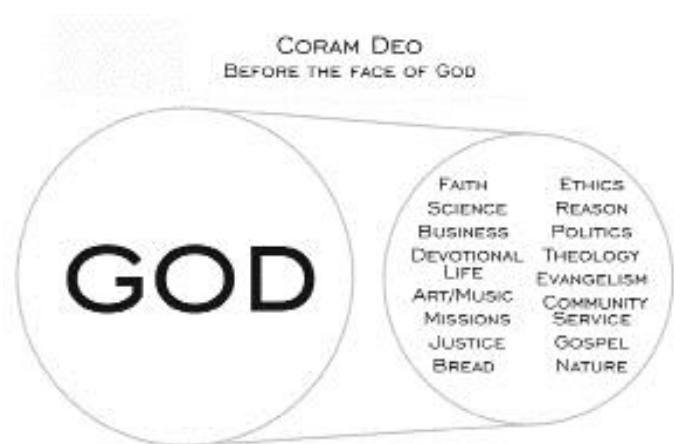 CORAM DEO
BEFORE THE FACE OF GOD
GOD
FAITH
SCIENCE
BUSINESS
DEVOTIONAL
LIFE
ART/MUSIC
MISSIONS
JUSTICE
BREAD
ETHICS
REASON
POLITICS
THEOLOGY
EVANGELISM
COMMUNITY
SERVICE
GOSPEL
NATURE